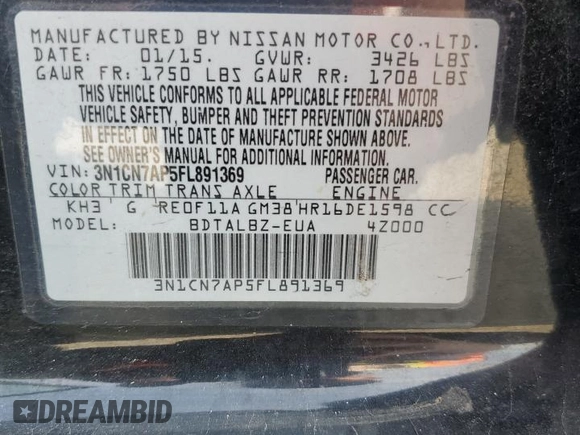 MANUFACTURED BY NISSAN MOTOR CO., LTD.
DATE: 01/15. GVWR: 3426 LBS
GAWR FR: 1750 LBS GAWR RR: 1708 LBS
THIS VEHICLE CONFORMS TO ALL APPLICABLE FEDERAL MOTOR
VEHICLE SAFETY, BUMPER AND THEFT PREVENTION STANDARDS
IN EFFECT ON THE DATE OF MANUFACTURE SHOWN ABOVE.
SEE OWNER'S MANUAL FOR ADDITIONAL INFORMATION.
VIN: 3N1CN7AP5FL891369 PASSENGER CAR.
COLOR TRIM TRANS AXLE ENGINE
KH3 G RE0F11A GM38 HR16DE1598 CC
MODEL: BDTALBZ-EUA 4Z000
3N1CN7AP5FL891369
DREAMBID